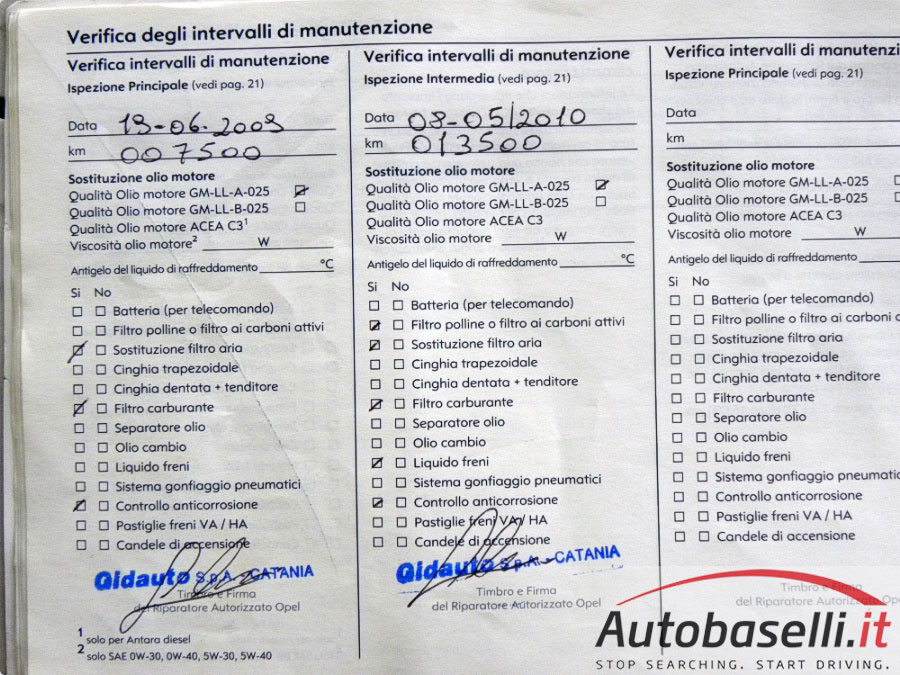 Verifica degli intervalli di manutenzione
Verifica intervalli di manutenzione
Ispezione Principale (vedi pag. 21)
Data 19-06-2009
km 007500
Sostituzione olio motore
Qualità Olio motore GM-LL-A-025
Qualità Olio motore GM-LL-B-025
Qualità Olio motore ACEA C3¹
Viscosità olio motore² W
Antigelo del liquido di raffreddamento °C
Si No
Batteria (per telecomando)
Filtro polline o filtro ai carboni attivi
Sostituzione filtro aria
Cinghia trapezoidale
Cinghia dentata + tenditore
Filtro carburante
Separatore olio
Olio cambio
Liquido freni
Sistema gonfiaggio pneumatici
Controllo anticorrosione
Pastiglie freni VA / HA
Candele di accensione
Gidauto S.p.A. - CATANIA
Timbro e Firma
del Riparatore Autorizzato Opel
1 solo per Antara diesel
2 solo SAE 0W-30, 0W-40, 5W-30, 5W-40
Verifica intervalli di manutenzione
Ispezione Intermedia (vedi pag. 21)
Data 08-05/2010
km 013500
Sostituzione olio motore
Qualità Olio motore GM-LL-A-025
Qualità Olio motore GM-LL-B-025
Qualità Olio motore ACEA C3
Viscosità olio motore W
Antigelo del liquido di raffreddamento °C
Si No
Batteria (per telecomando)
Filtro polline o filtro ai carboni attivi
Sostituzione filtro aria
Cinghia trapezoidale
Cinghia dentata + tenditore
Filtro carburante
Separatore olio
Olio cambio
Liquido freni
Sistema gonfiaggio pneumatici
Controllo anticorrosione
Pastiglie freni VA / HA
Candele di accensione
Gidauto S.p.A. - CATANIA
Timbro e Firma
del Riparatore Autorizzato Opel
Verifica intervalli di manutenzi
Ispezione Principale (vedi pag. 21)
Data
km
Sostituzione olio motore
Qualità Olio motore GM-LL-A-025
Qualità Olio motore GM-LL-B-025
Qualità Olio motore ACEA C3
Viscosità olio motore W
Antigelo del liquido di raffreddamento
Si No
Batteria (per telecomando)
Filtro polline o filtro ai carboni
Sostituzione filtro aria
Cinghia trapezoidale
Cinghia dentata + tenditore
Filtro carburante
Separatore olio
Olio cambio
Liquido freni
Sistema gonfiaggio pneumatici
Controllo anticorrosione
Pastiglie freni VA / HA
Candele di accensione
Timbro e Firma
del Riparatore Autorizzato Opel
Autobaselli.it
STOP SEARCHING. START DRIVING.